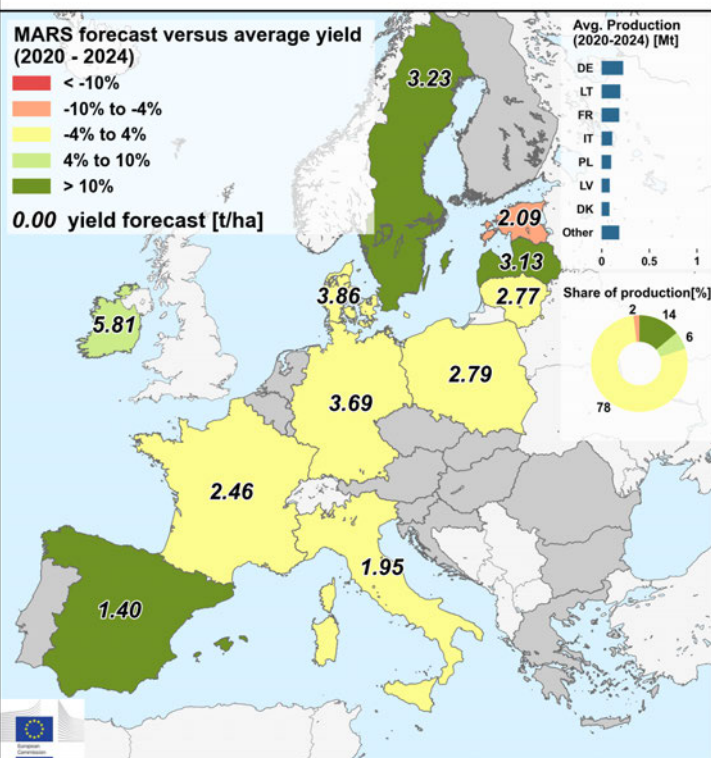 MARS forecast versus average yield
(2020 - 2024)
< -10%
-10% to -4%
-4% to 4%
4% to 10%
> 10%
0.00 yield forecast [t/ha]
Avg. Production
(2020-2024) [Mt]
DE
LT
FR
IT
PL
LV
DK
Other
0 0.5 1
Share of production[%]
2 14
6
78
3.23
2.09
3.13
2.77
3.86
5.81
2.79
3.69
2.46
1.95
1.40
European
Commission